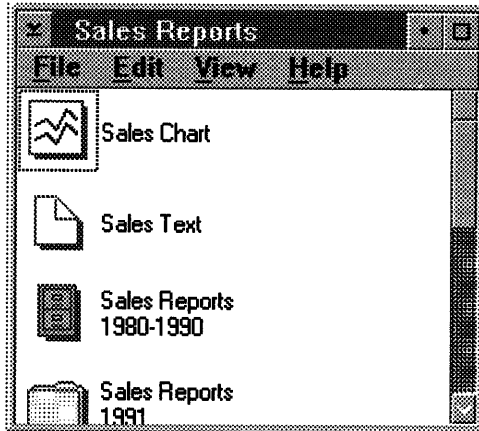 Sales Reports
File Edit View Help
Sales Chart
Sales Text
Sales Reports
1980-1990
Sales Reports
1991